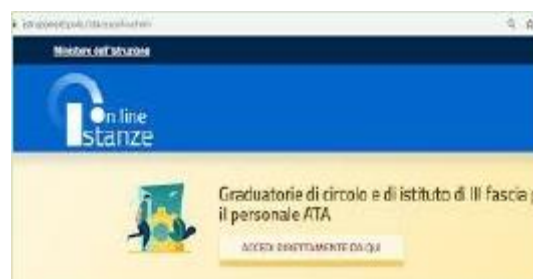 Ministero dell'Istruzione
On line
Istanze
Graduatorie di circolo e di istituto di III fascia
il personale ATA
ACCEDI DIRETTAMENTE DA QUI